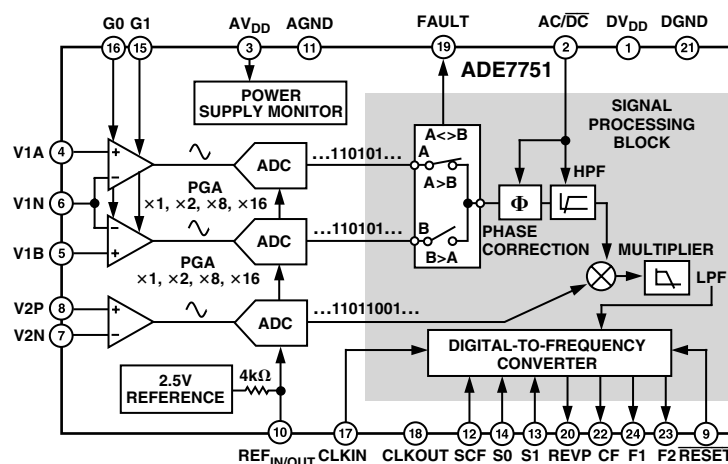 G0 G1 AV_DD AGND FAULT AC/DC DV_DD DGND
16 15 3 11 19 2 1 21
ADE7751
POWER
SUPPLY MONITOR
SIGNAL
PROCESSING
BLOCK
A<>B
A
A>B
B
B>A
V1A 4 +
−
V1N 6
−
V1B 5 +
V2P 8 +
V2N 7 −
PGA
×1, ×2, ×8, ×16
PGA
×1, ×2, ×8, ×16
ADC
ADC
ADC
...110101...
...110101...
...11011001...
Φ
HPF
PHASE
CORRECTION
MULTIPLIER
LPF
DIGITAL-TO-FREQUENCY
CONVERTER
2.5V
REFERENCE
4kΩ
10 17 18 12 14 13 20 22 24 23 9
REF_IN/OUT CLKIN CLKOUT SCF S0 S1 REVP CF F1 F2 RESET